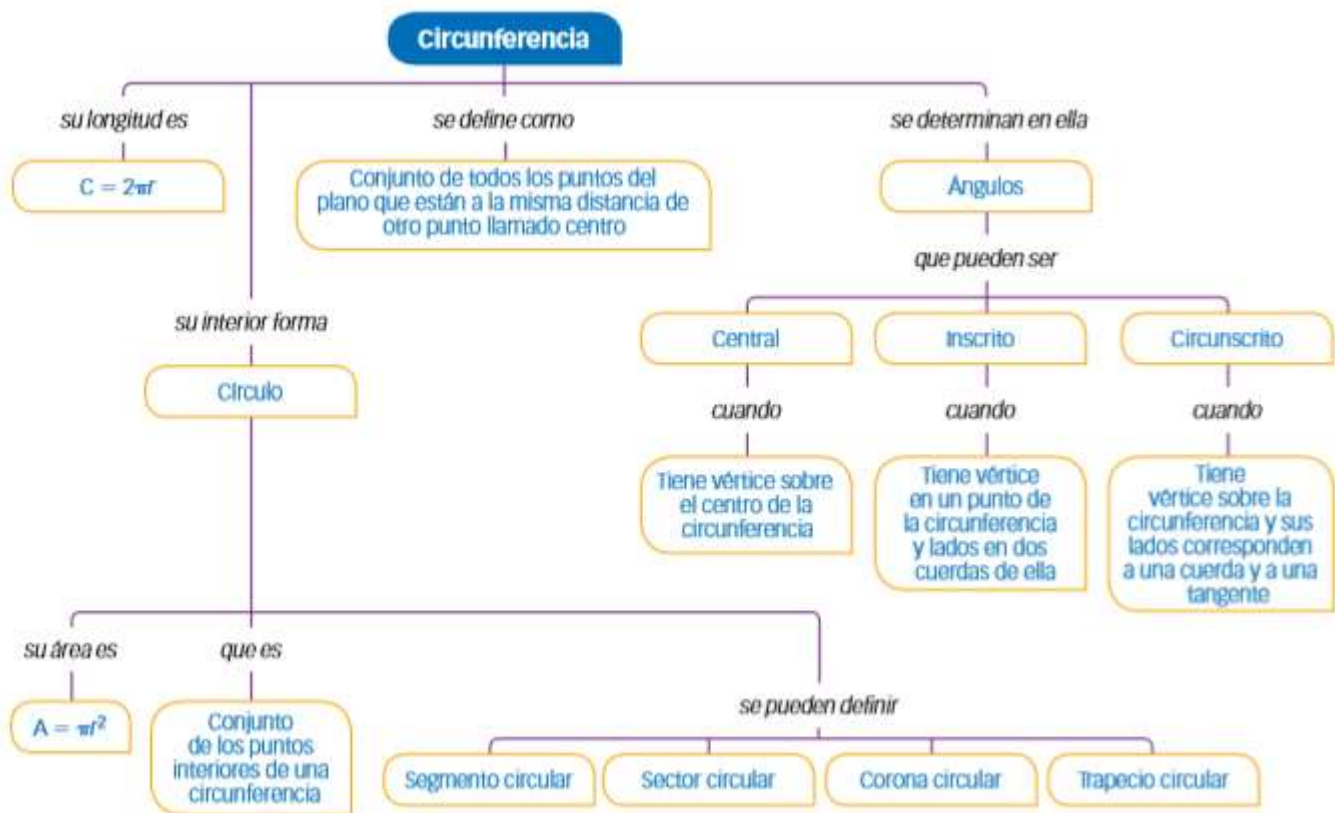 Circunferencia
su longitud es
se define como
se determinan en ella
C = 2πr
Conjunto de todos los puntos del
plano que están a la misma distancia de
otro punto llamado centro
Ángulos
que pueden ser
su interior forma
Central
Inscrito
Circunscrito
Círculo
cuando
cuando
cuando
Tiene vértice sobre
el centro de la
circunferencia
Tiene vértice
en un punto de
la circunferencia
y lados en dos
cuerdas de ella
Tiene
vértice sobre la
circunferencia y sus
lados corresponden
a una cuerda y a una
tangente
su área es
que es
se pueden definir
A = πr²
Conjunto
de los puntos
interiores de una
circunferencia
Segmento circular
Sector circular
Corona circular
Trapecio circular